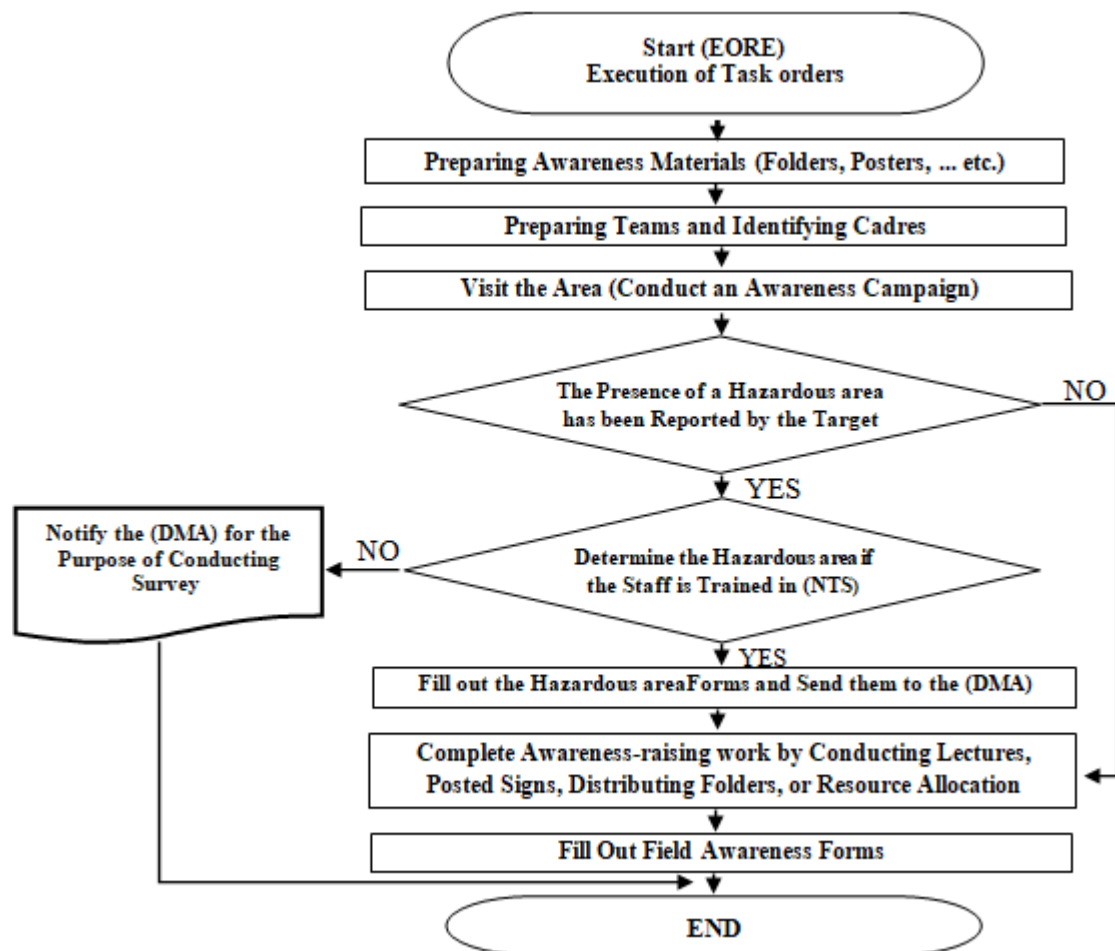 Start (EORE)
Execution of Task orders
Preparing Awareness Materials (Folders, Posters, ... etc.)
Preparing Teams and Identifying Cadres
Visit the Area (Conduct an Awareness Campaign)
The Presence of a Hazardous area
has been Reported by the Target
NO
YES
Notify the (DMA) for the
Purpose of Conducting
Survey
NO
Determine the Hazardous area if
the Staff is Trained in (NTS)
YES
Fill out the Hazardous areaForms and Send them to the (DMA)
Complete Awareness-raising work by Conducting Lectures,
Posted Signs, Distributing Folders, or Resource Allocation
Fill Out Field Awareness Forms
END